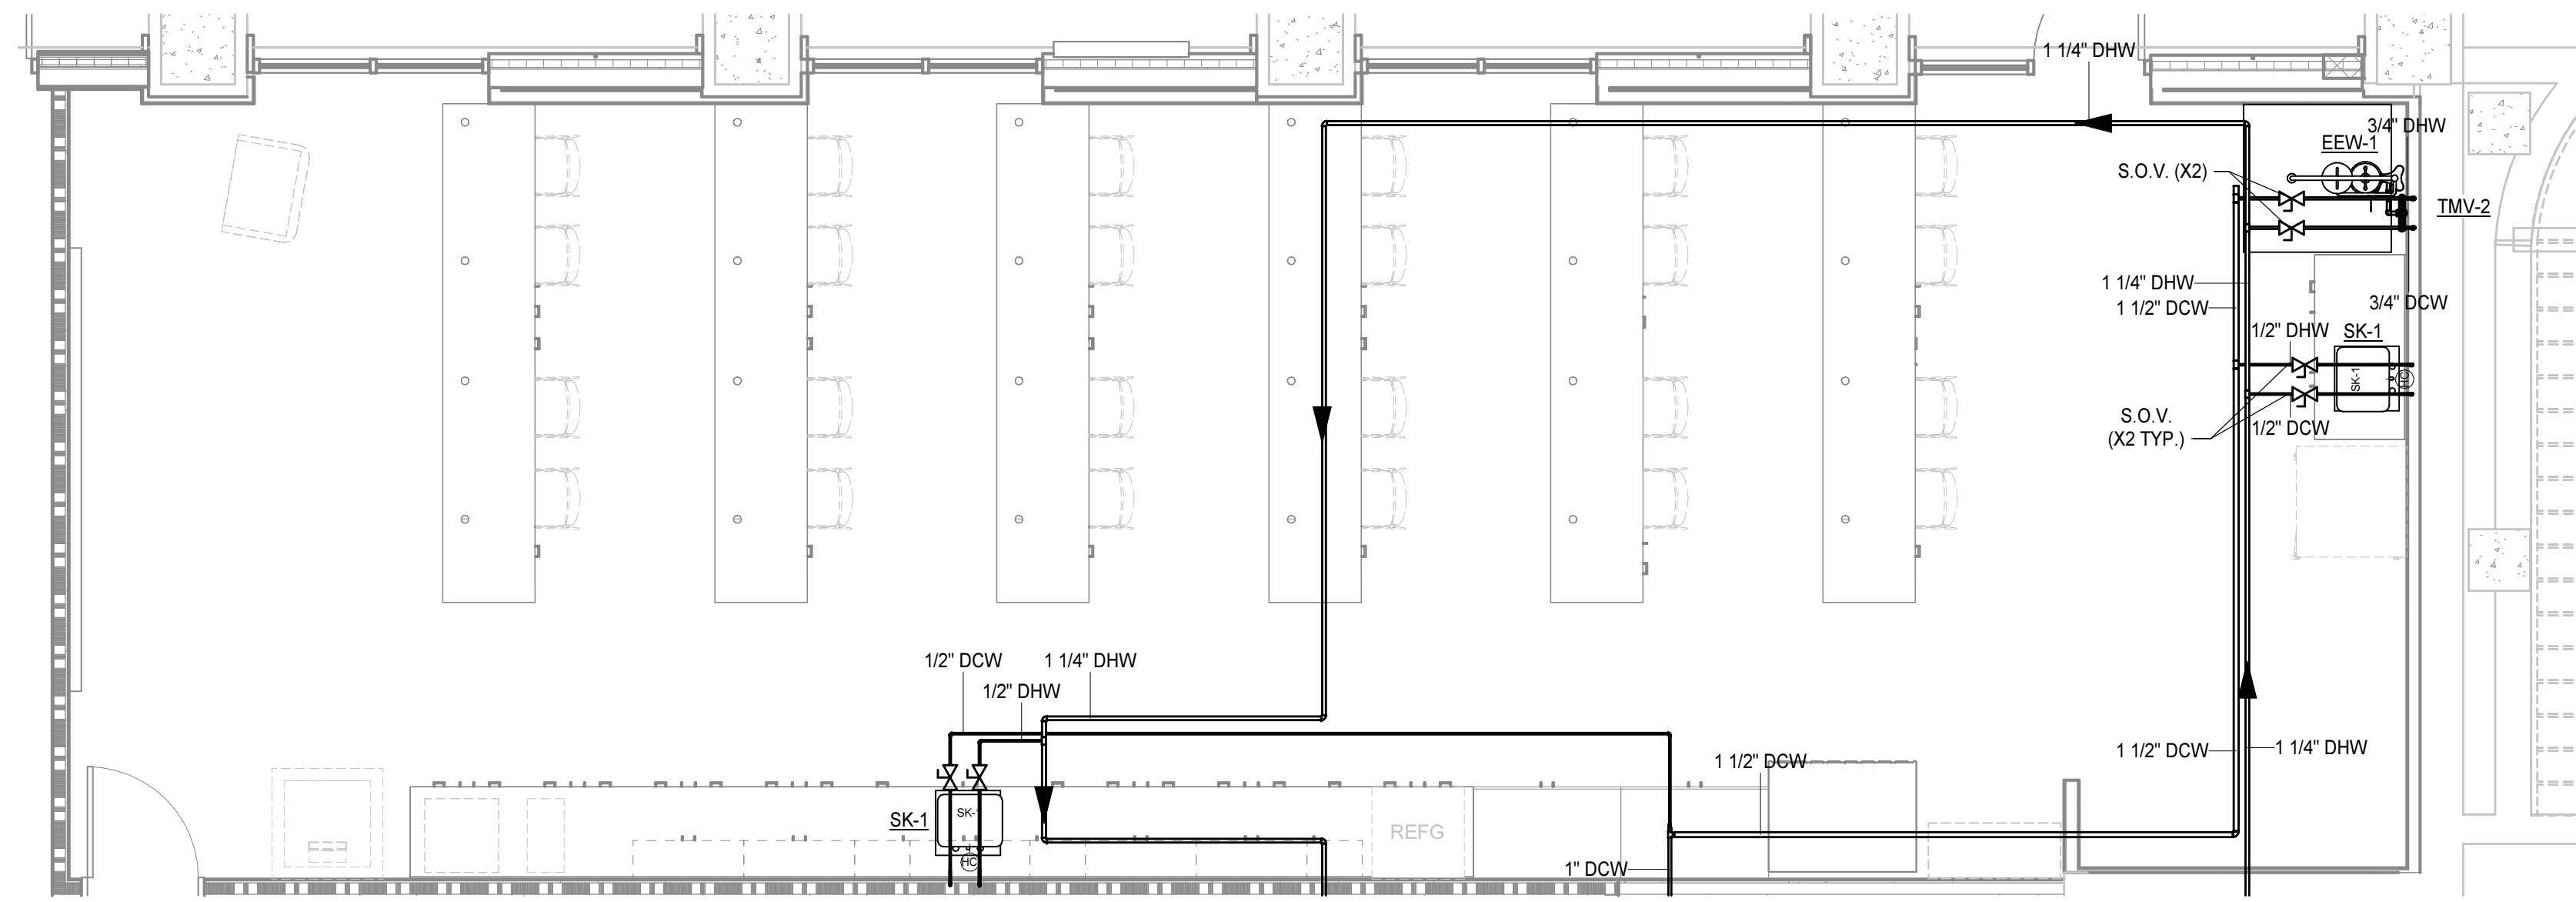 1 1/4" DHW
3/4" DHW
EEW-1
S.O.V. (X2)
TMV-2
1 1/4" DHW
1 1/2" DCW
3/4" DCW
1/2" DHW
SK-1
SK-1
HC
S.O.V.
(X2 TYP.)
1/2" DCW
1/2" DCW
1 1/4" DHW
1/2" DHW
1 1/2" DCW
1 1/4" DHW
1 1/2" DCW
SK-1
SK-
REFG
HC
1" DCW